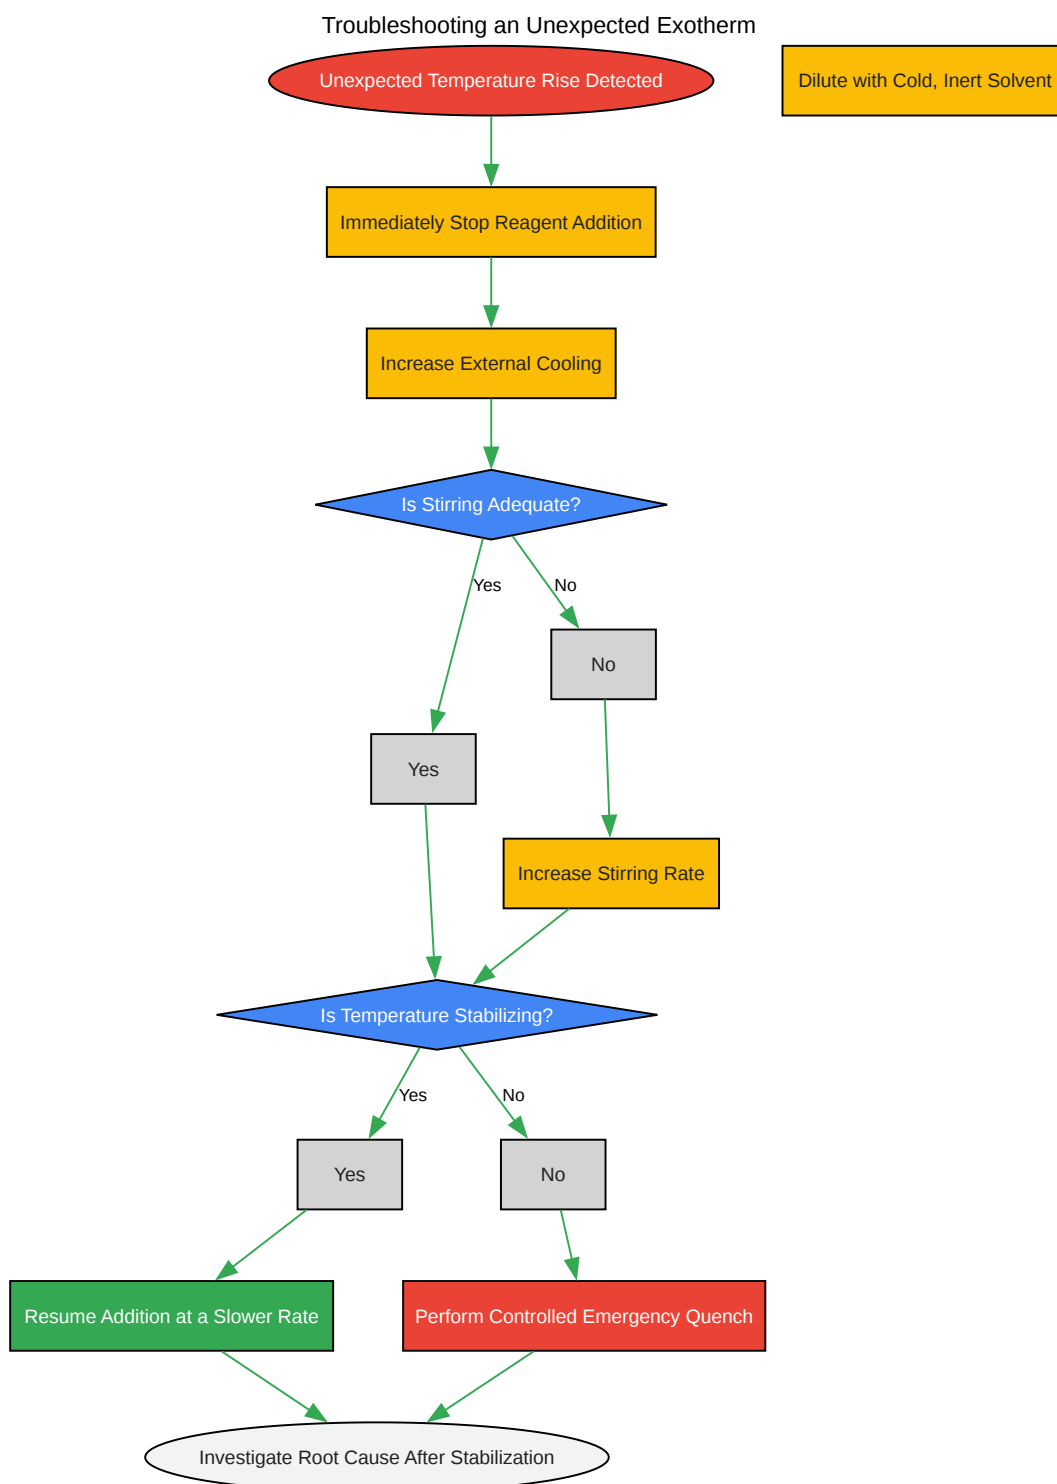 Troubleshooting an Unexpected Exotherm
Unexpected Temperature Rise Detected
Dilute with Cold, Inert Solvent
Immediately Stop Reagent Addition
Increase External Cooling
Is Stirring Adequate?
Yes
No
No
Yes
Increase Stirring Rate
Is Temperature Stabilizing?
Yes
No
Yes
No
Resume Addition at a Slower Rate
Perform Controlled Emergency Quench
Investigate Root Cause After Stabilization